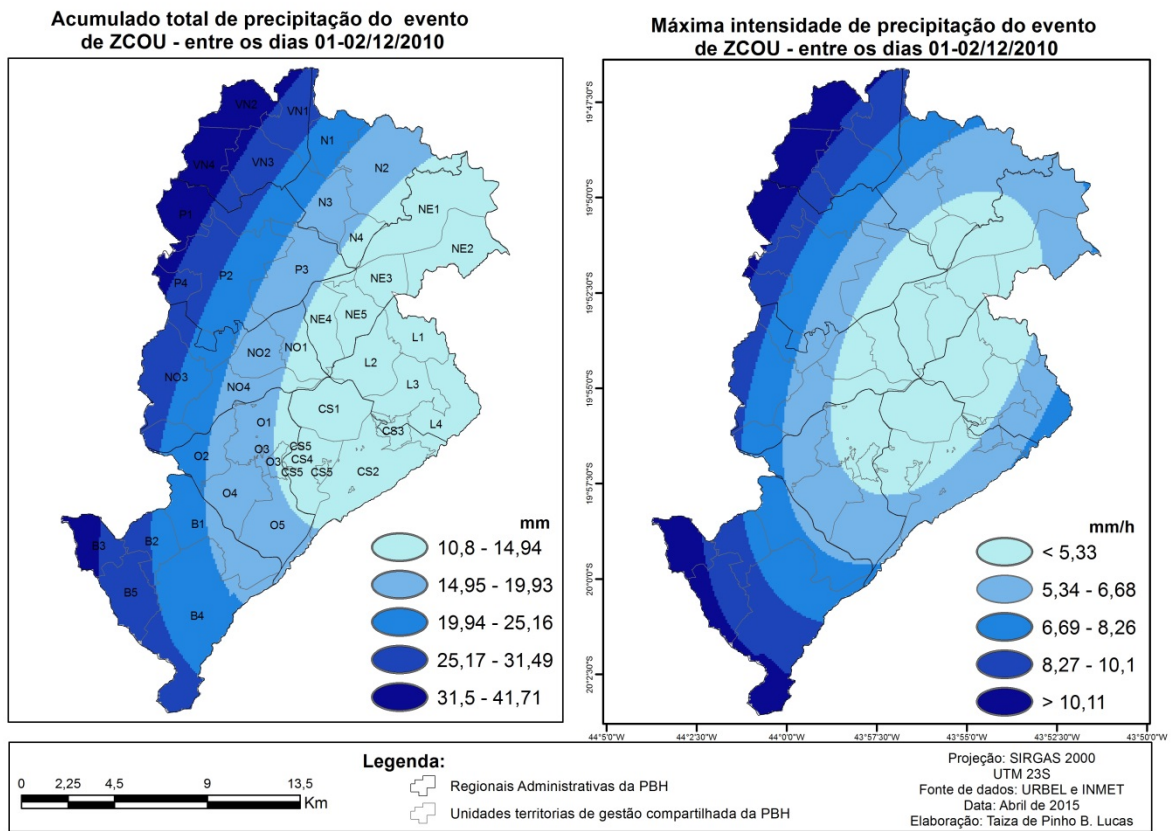 Acumulado total de precipitação do evento
de ZCOU - entre os dias 01-02/12/2010
VN2
VN1
VN4
VN3
N1
N2
P1
N3
NE1
N4
NE2
P4
P2
P3
NE3
NE4
NE5
L1
NO2
NO1
L2
NO3
NO4
L3
CS1
O1
L4
CS3
O2
O3
CS5
O3
CS4
CS5
CS5
CS2
O4
B1
O5
B3
B2
B5
B4
mm
10,8 - 14,94
14,95 - 19,93
19,94 - 25,16
25,17 - 31,49
31,5 - 41,71
Máxima intensidade de precipitação do evento
de ZCOU - entre os dias 01-02/12/2010
19°47'30"S
19°50'0"S
19°52'30"S
19°55'0"S
19°57'30"S
20°0'0"S
20°2'30"S
mm/h
< 5,33
5,34 - 6,68
6,69 - 8,26
8,27 - 10,1
> 10,11
44°5'0"W
44°2'30"W
44°0'0"W
43°57'30"W
43°55'0"W
43°52'30"W
43°50'0"W
0 2,25 4,5 9 13,5
Km
Legenda:
Regionais Administrativas da PBH
Unidades territorias de gestão compartilhada da PBH
Projeção: SIRGAS 2000
UTM 23S
Fonte de dados: URBEL e INMET
Data: Abril de 2015
Elaboração: Taiza de Pinho B. Lucas